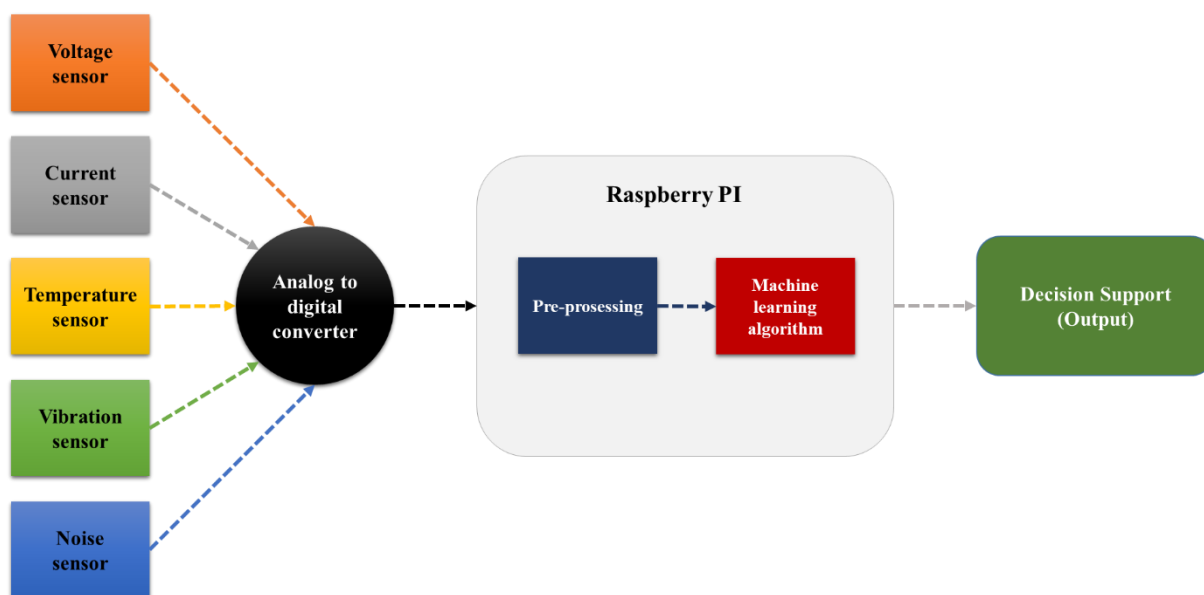 Voltage
sensor
Current
sensor
Temperature
sensor
Vibration
sensor
Noise
sensor
Analog to
digital
converter
Raspberry PI
Pre-prosessing
Machine
learning
algorithm
Decision Support
(Output)